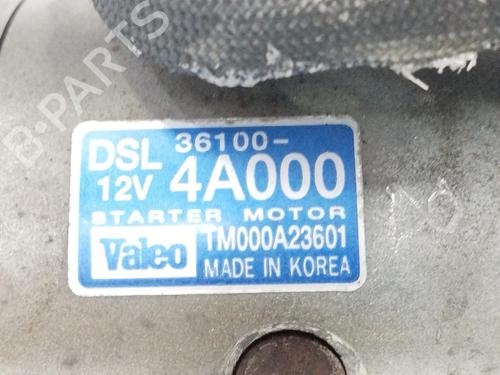 B-PARTS
DSL 36100-
12V 4A000
STARTER MOTOR
Valeo TM000A23601
MADE IN KOREA